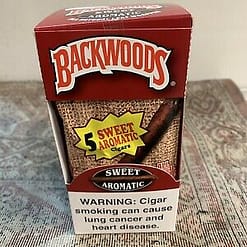 BACKWOODS
5 SWEET
AROMATIC
Cigars
SWEET
AROMATIC
WARNING: Cigar
smoking can cause
lung cancer and
heart disease.